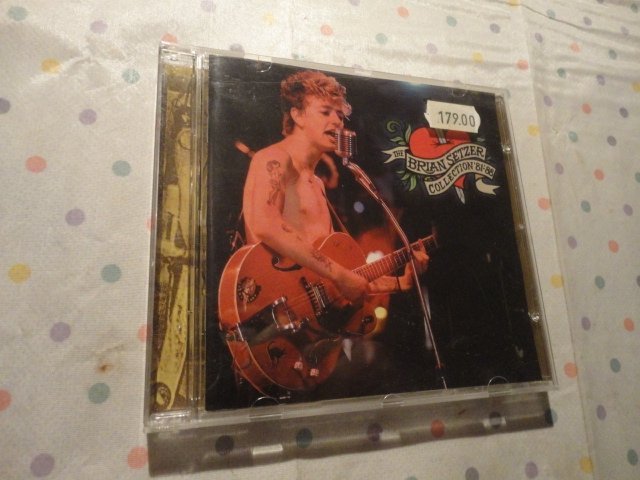 179.00
THE
BRIAN SETZER
COLLECTION '81-'88